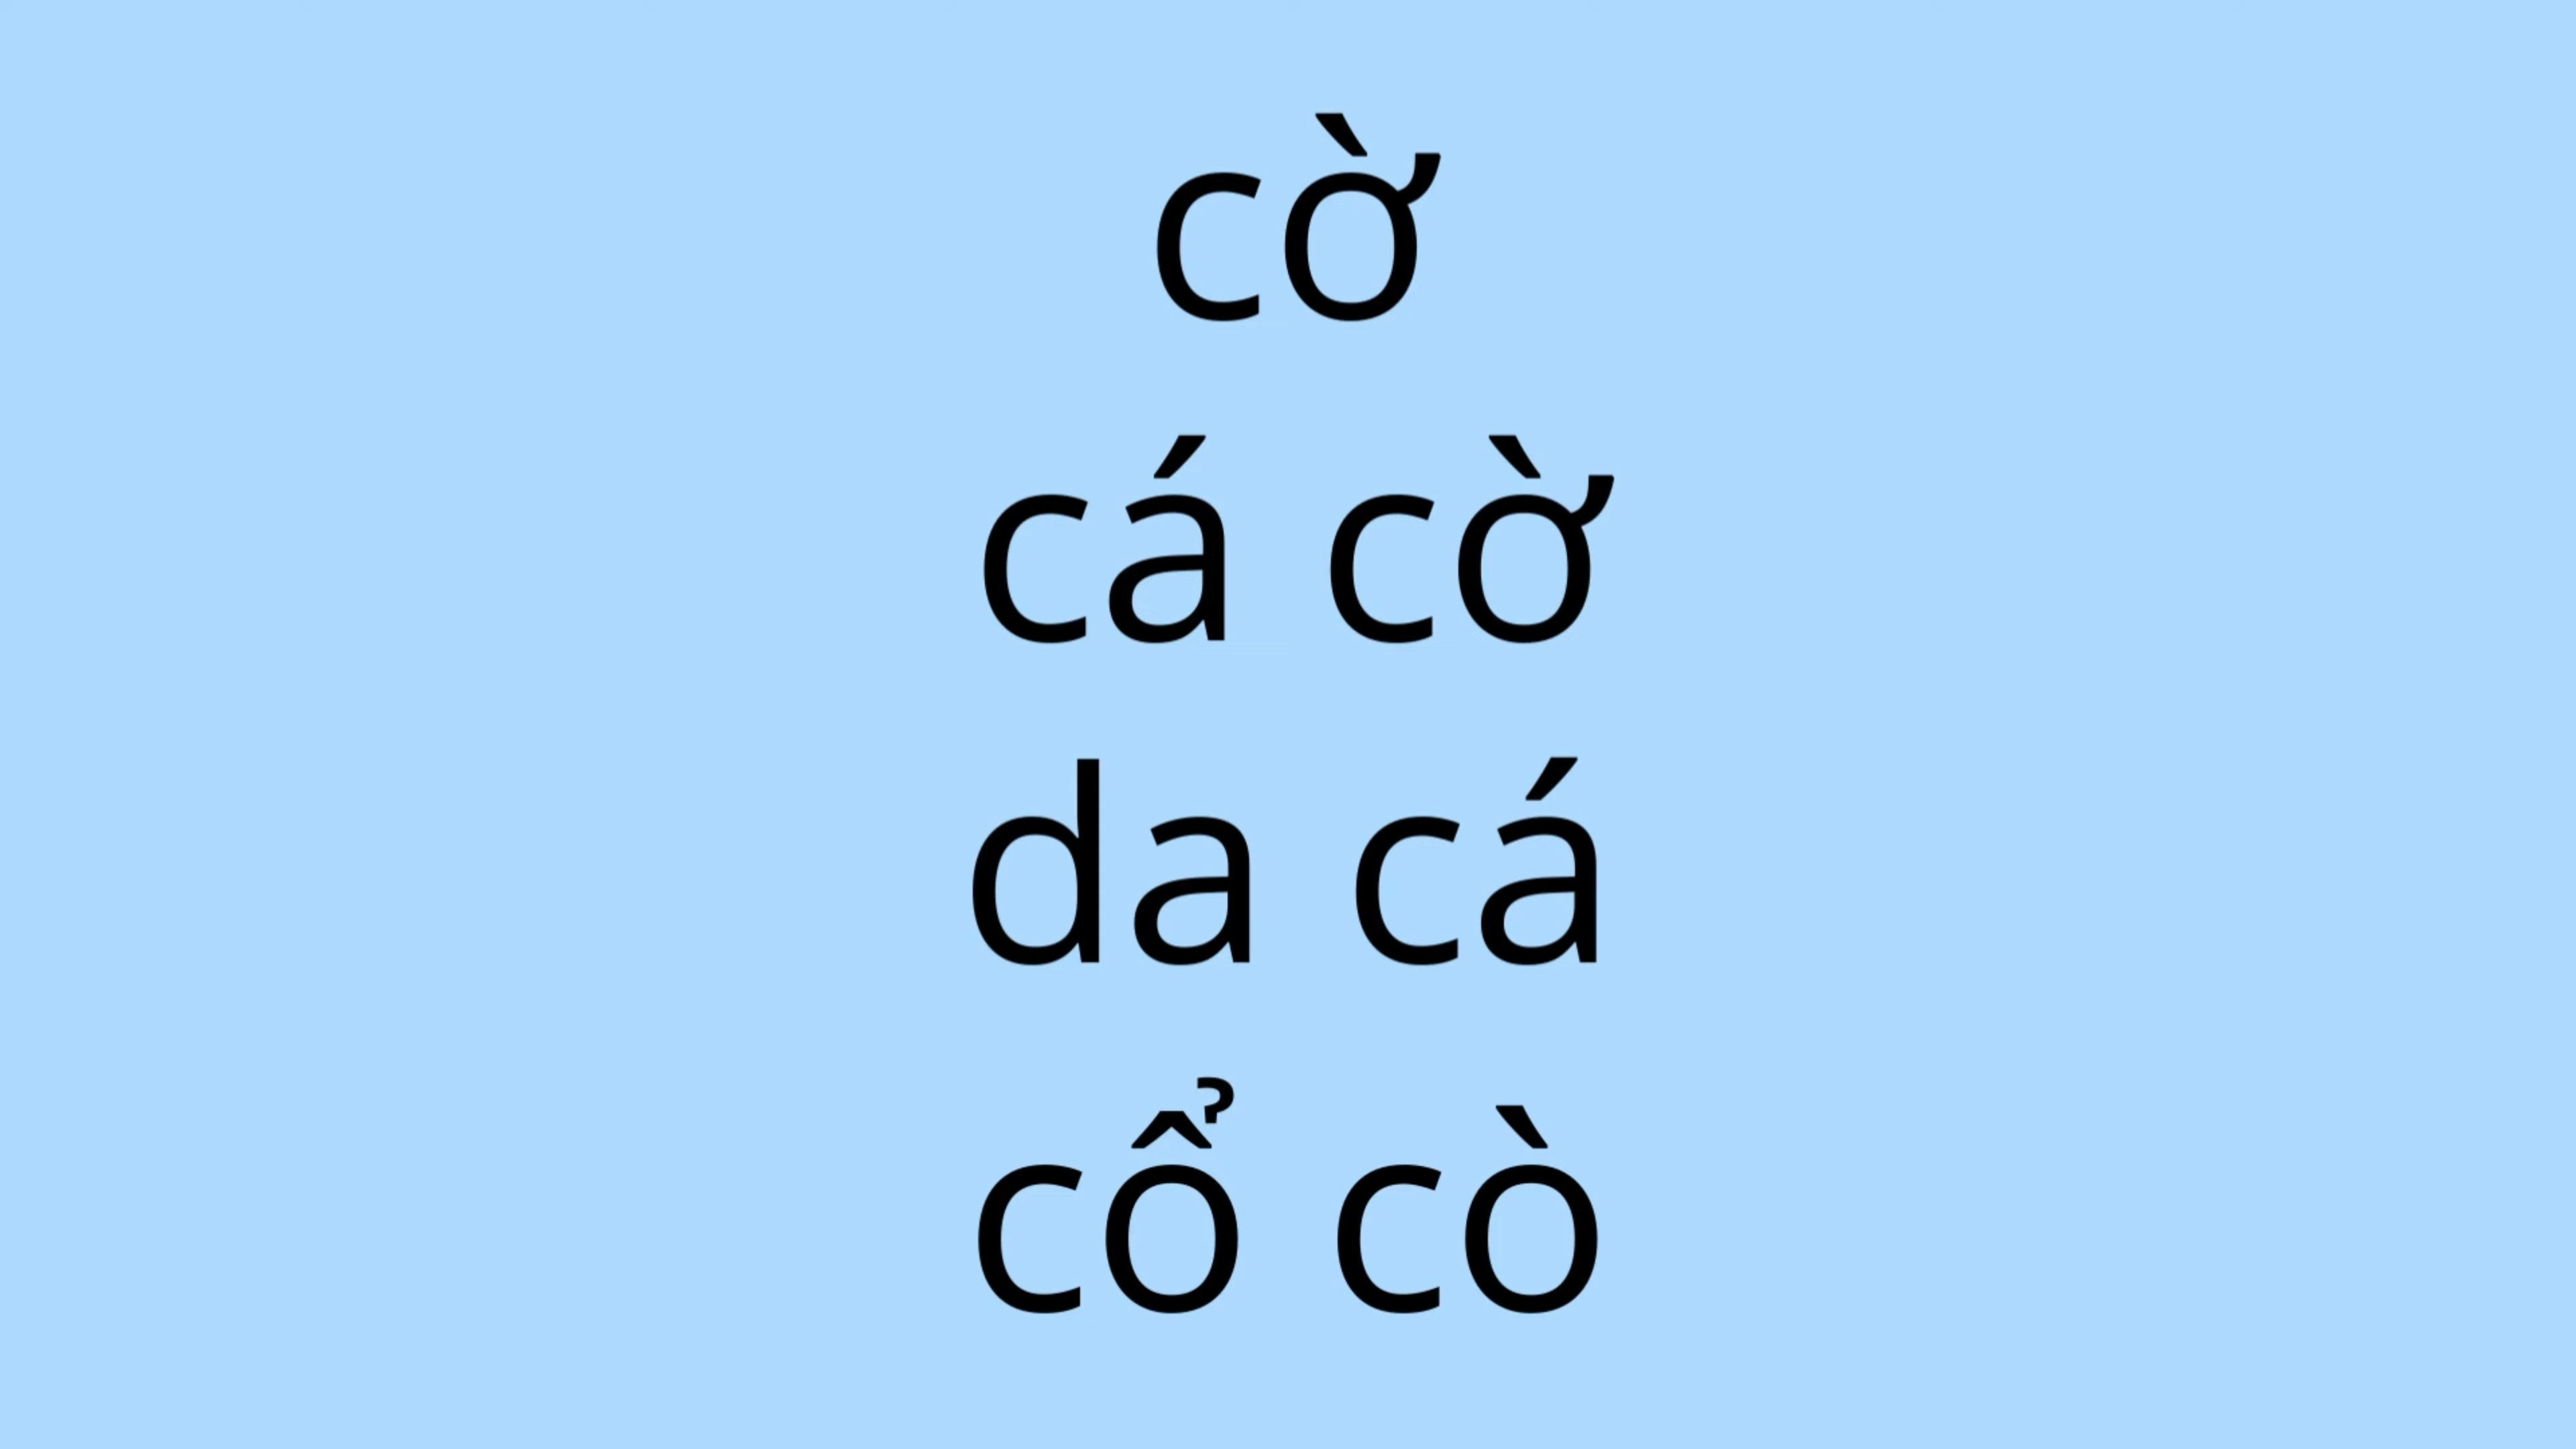 cờ
cá cờ
da cá
cổ cò